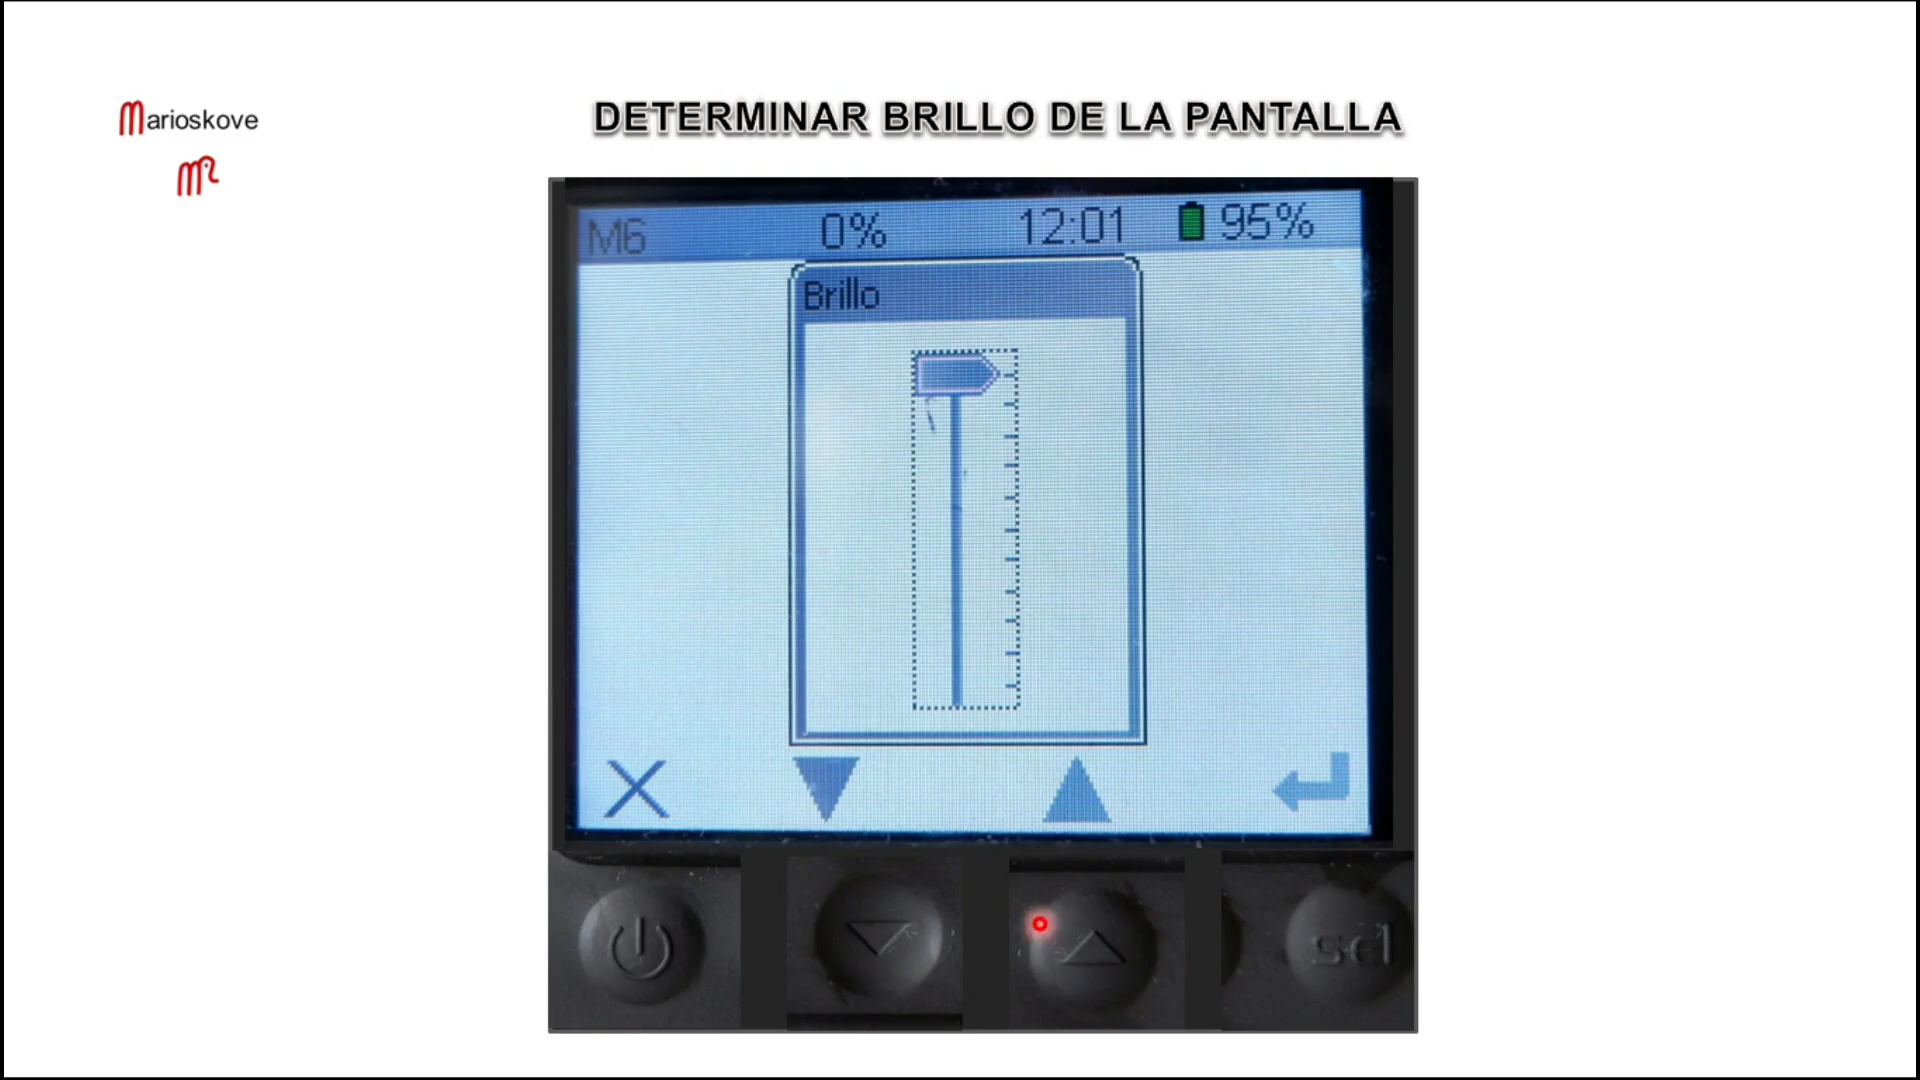 DETERMINAR BRILLO DE LA PANTALLA
Marioskove
M6 0% 12:01 95%
Brillo
sel